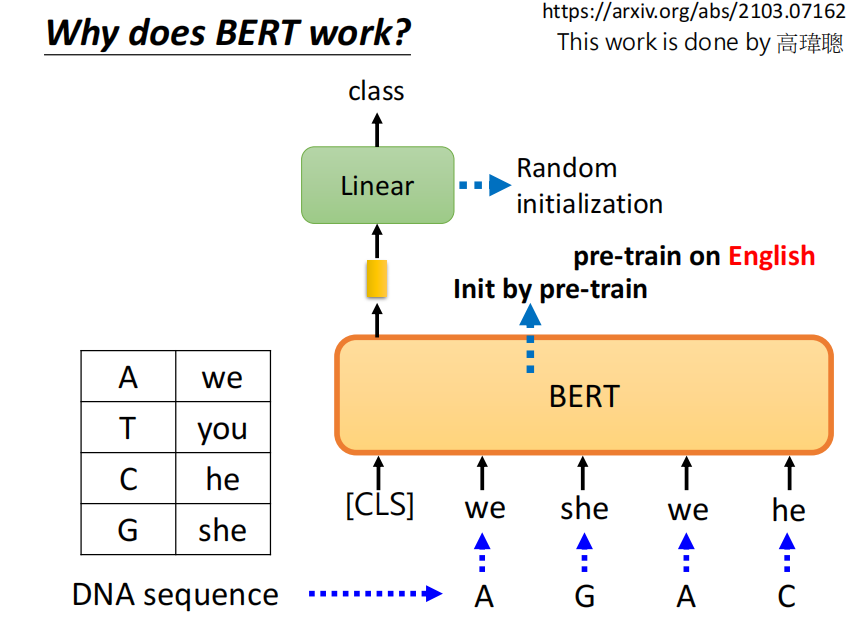 Why does BERT work?
https://arxiv.org/abs/2103.07162
This work is done by 高瑋聰
class
Linear
Random
initialization
pre-train on English
Init by pre-train
BERT
A we
T you
C he
G she
[CLS] we she we he
DNA sequence A G A C